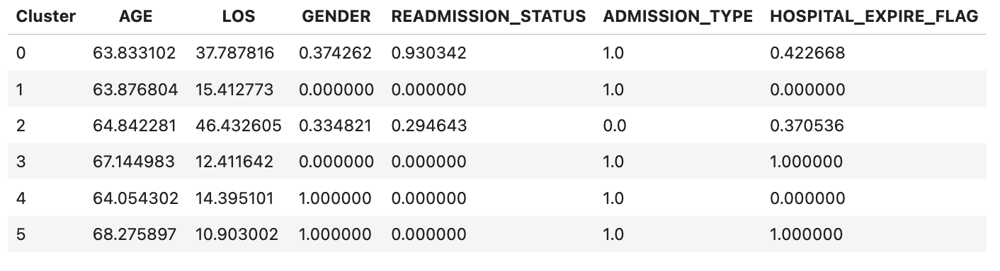 Cluster AGE LOS GENDER READMISSION_STATUS ADMISSION_TYPE HOSPITAL_EXPIRE_FLAG
0 63.833102 37.787816 0.374262 0.930342 1.0 0.422668
1 63.876804 15.412773 0.000000 0.000000 1.0 0.000000
2 64.842281 46.432605 0.334821 0.294643 0.0 0.370536
3 67.144983 12.411642 0.000000 0.000000 1.0 1.000000
4 64.054302 14.395101 1.000000 0.000000 1.0 0.000000
5 68.275897 10.903002 1.000000 0.000000 1.0 1.000000